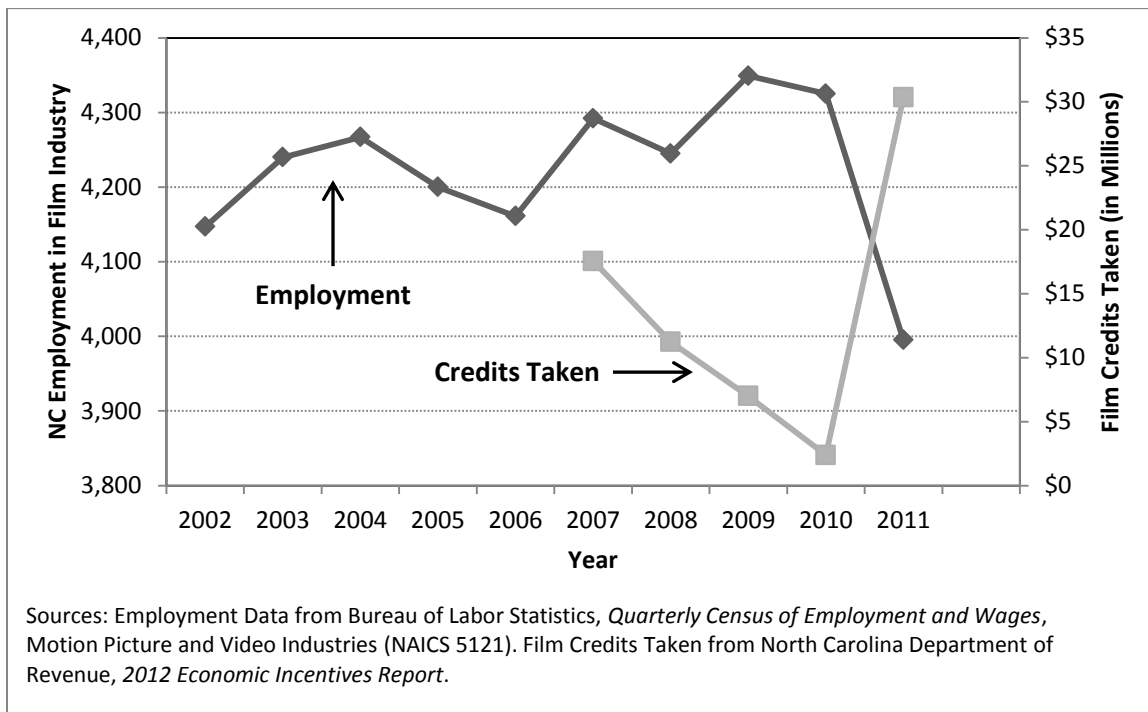 4,400
4,300
4,200
4,100
4,000
3,900
3,800
NC Employment in Film Industry
$35
$30
$25
$20
$15
$10
$5
$0
Film Credits Taken (in Millions)
Employment
Credits Taken
2002 2003 2004 2005 2006 2007 2008 2009 2010 2011
Year
Sources: Employment Data from Bureau of Labor Statistics, Quarterly Census of Employment and Wages,
Motion Picture and Video Industries (NAICS 5121). Film Credits Taken from North Carolina Department of
Revenue, 2012 Economic Incentives Report.